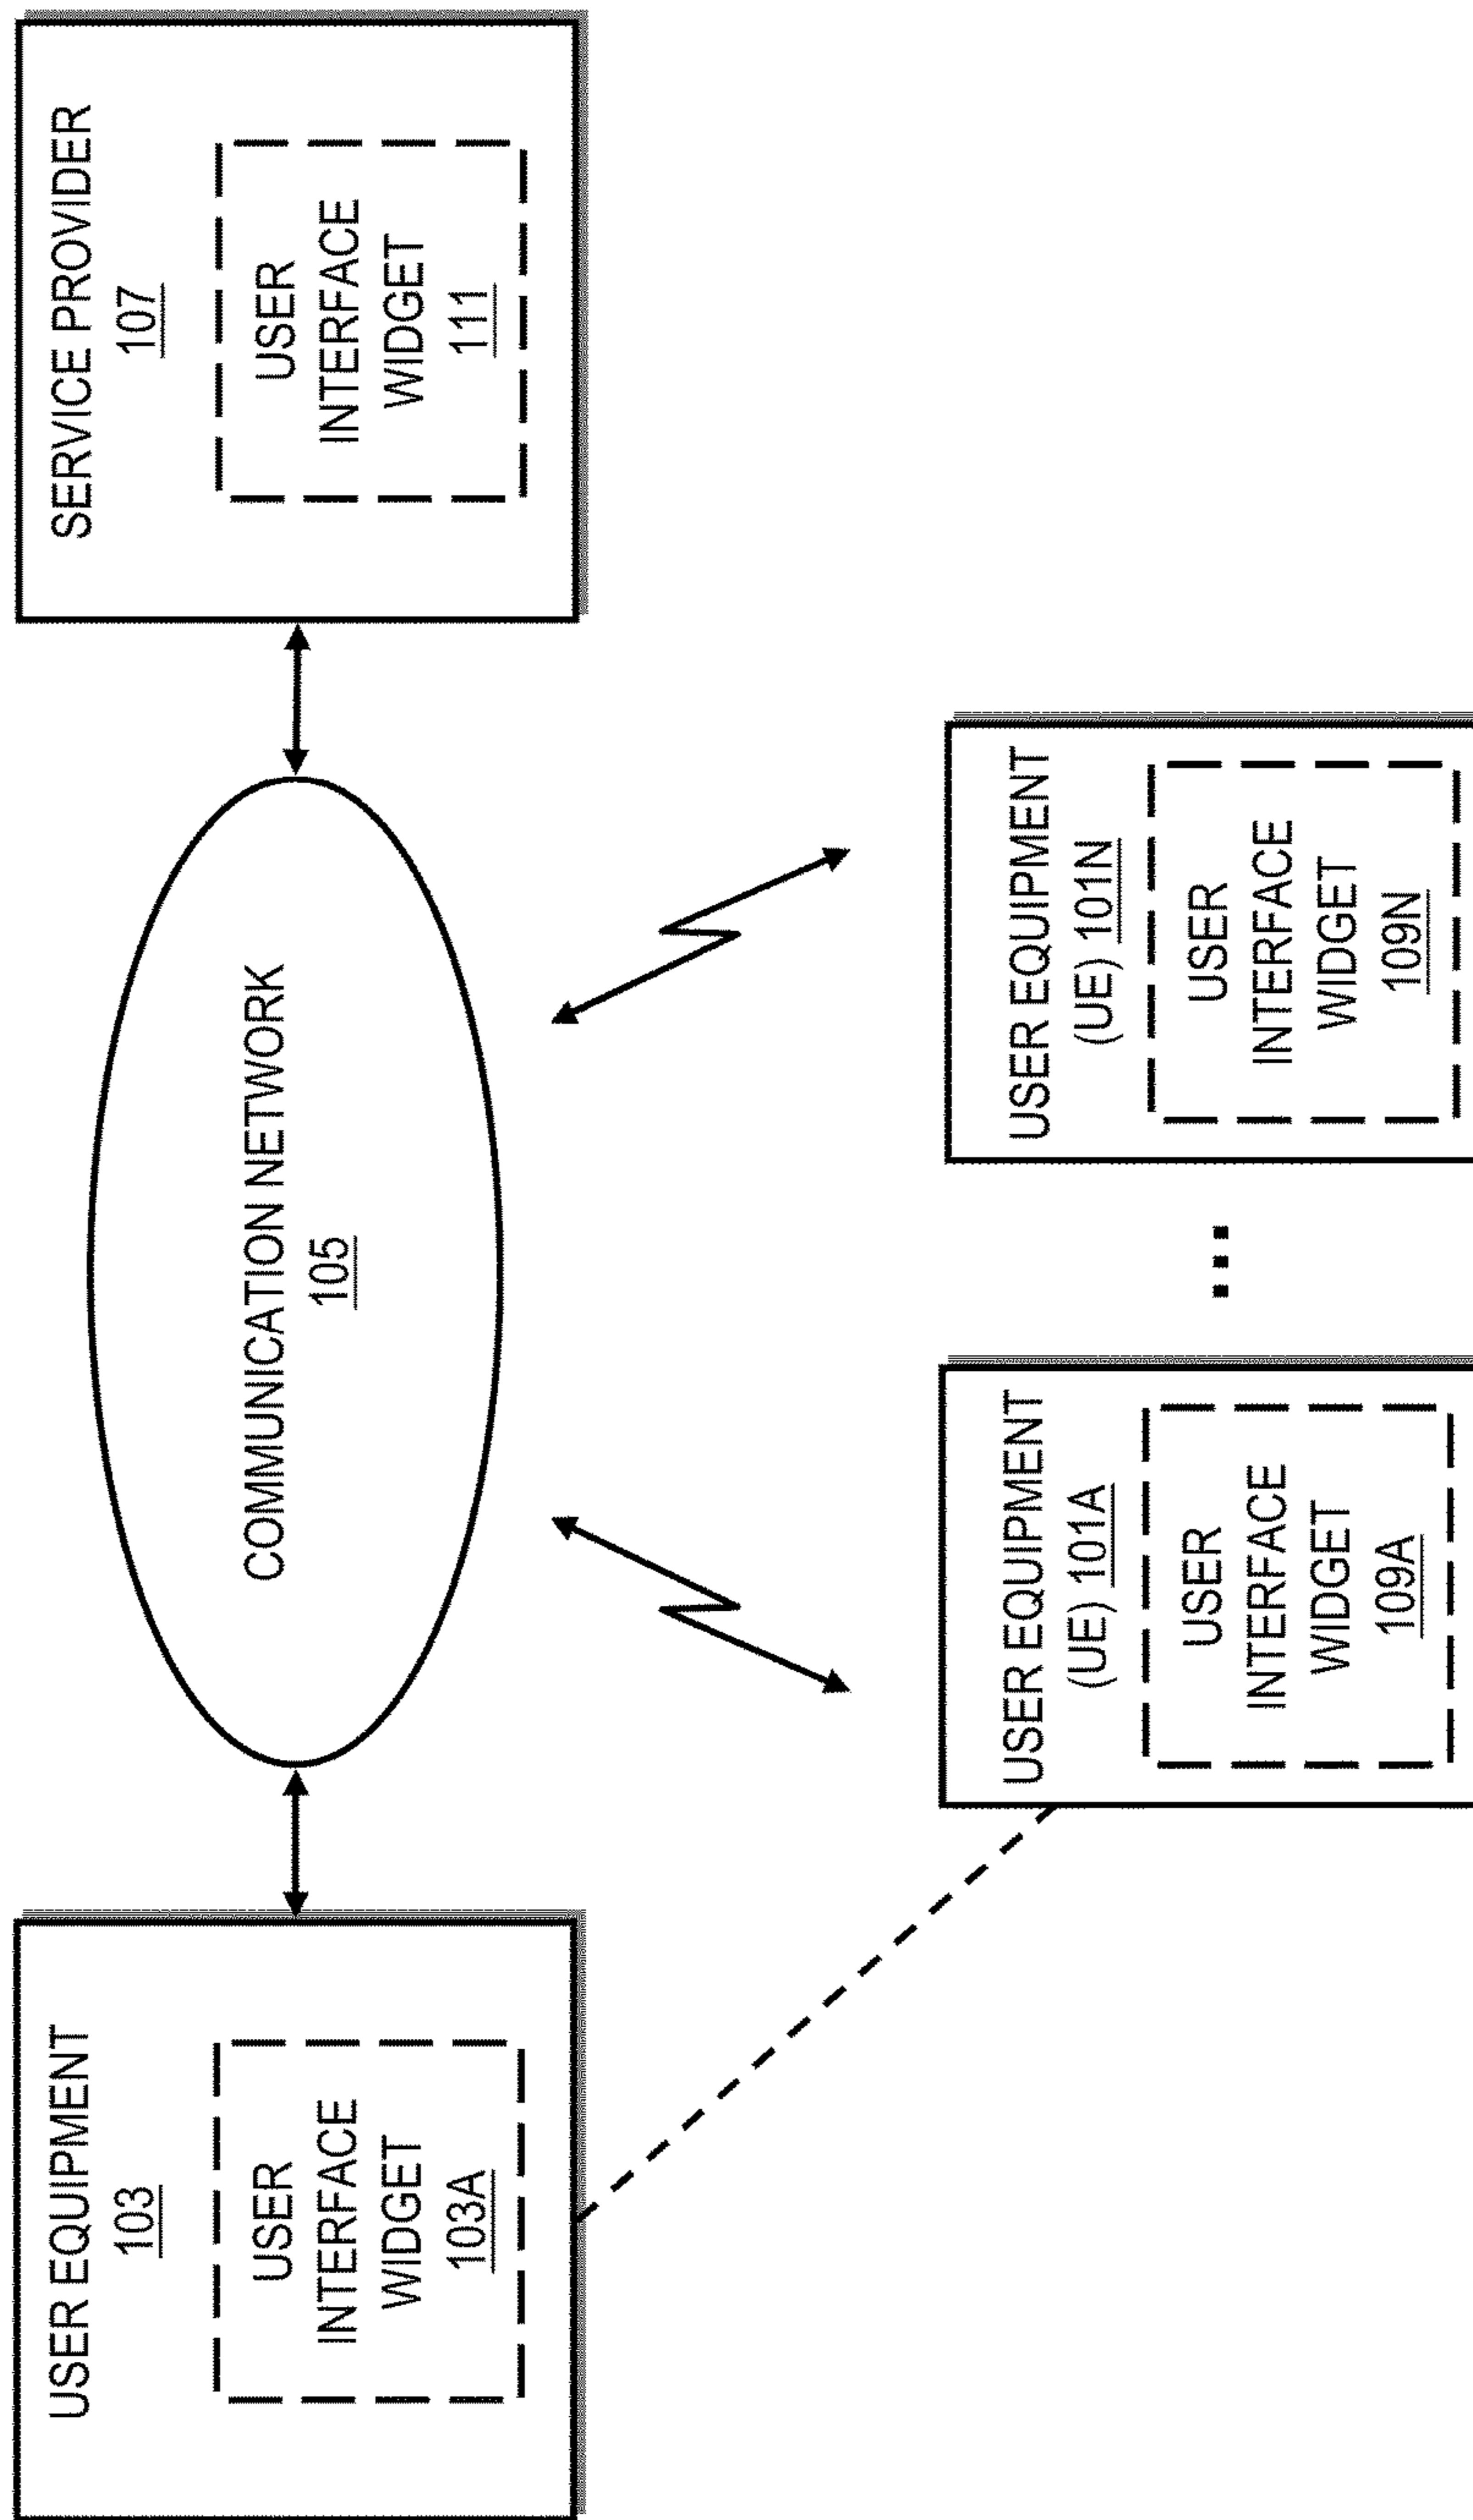 USER EQUIPMENT
103
USER
INTERFACE
WIDGET
103A
COMMUNICATION NETWORK
105
SERVICE PROVIDER
107
USER
INTERFACE
WIDGET
111
USER EQUIPMENT
(UE) 101A
USER
INTERFACE
WIDGET
109A
...
USER EQUIPMENT
(UE) 101N
USER
INTERFACE
WIDGET
109N